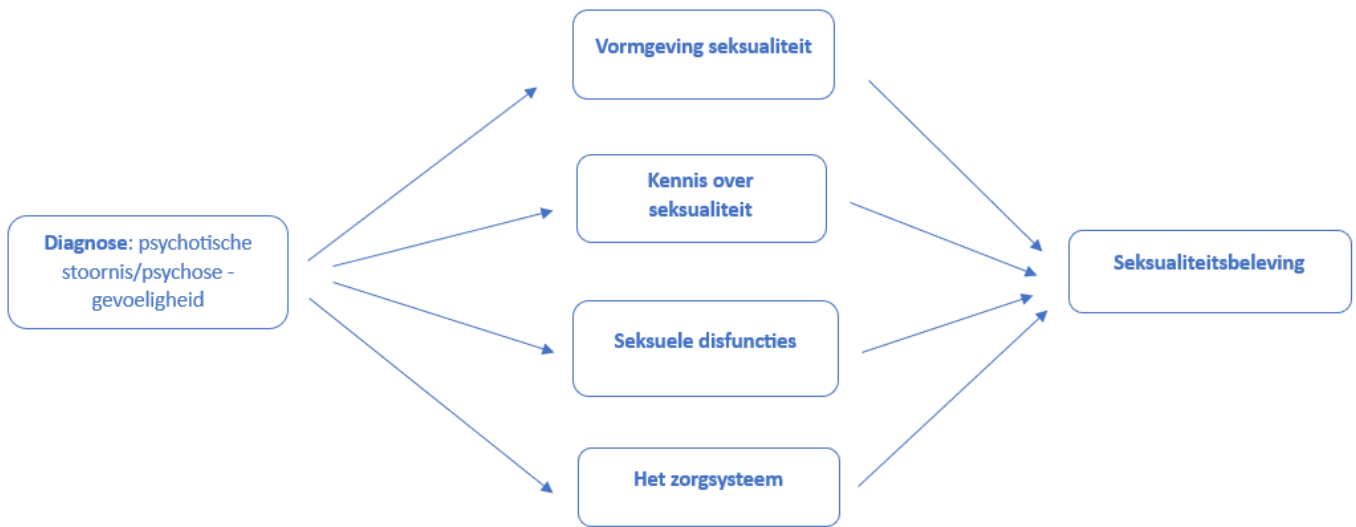 Vormgeving seksualiteit
Kennis over
seksualiteit
Diagnose: psychotische
stoornis/psychose -
gevoeligheid
Seksualiteitsbeleving
Seksuele disfuncties
Het zorgsysteem